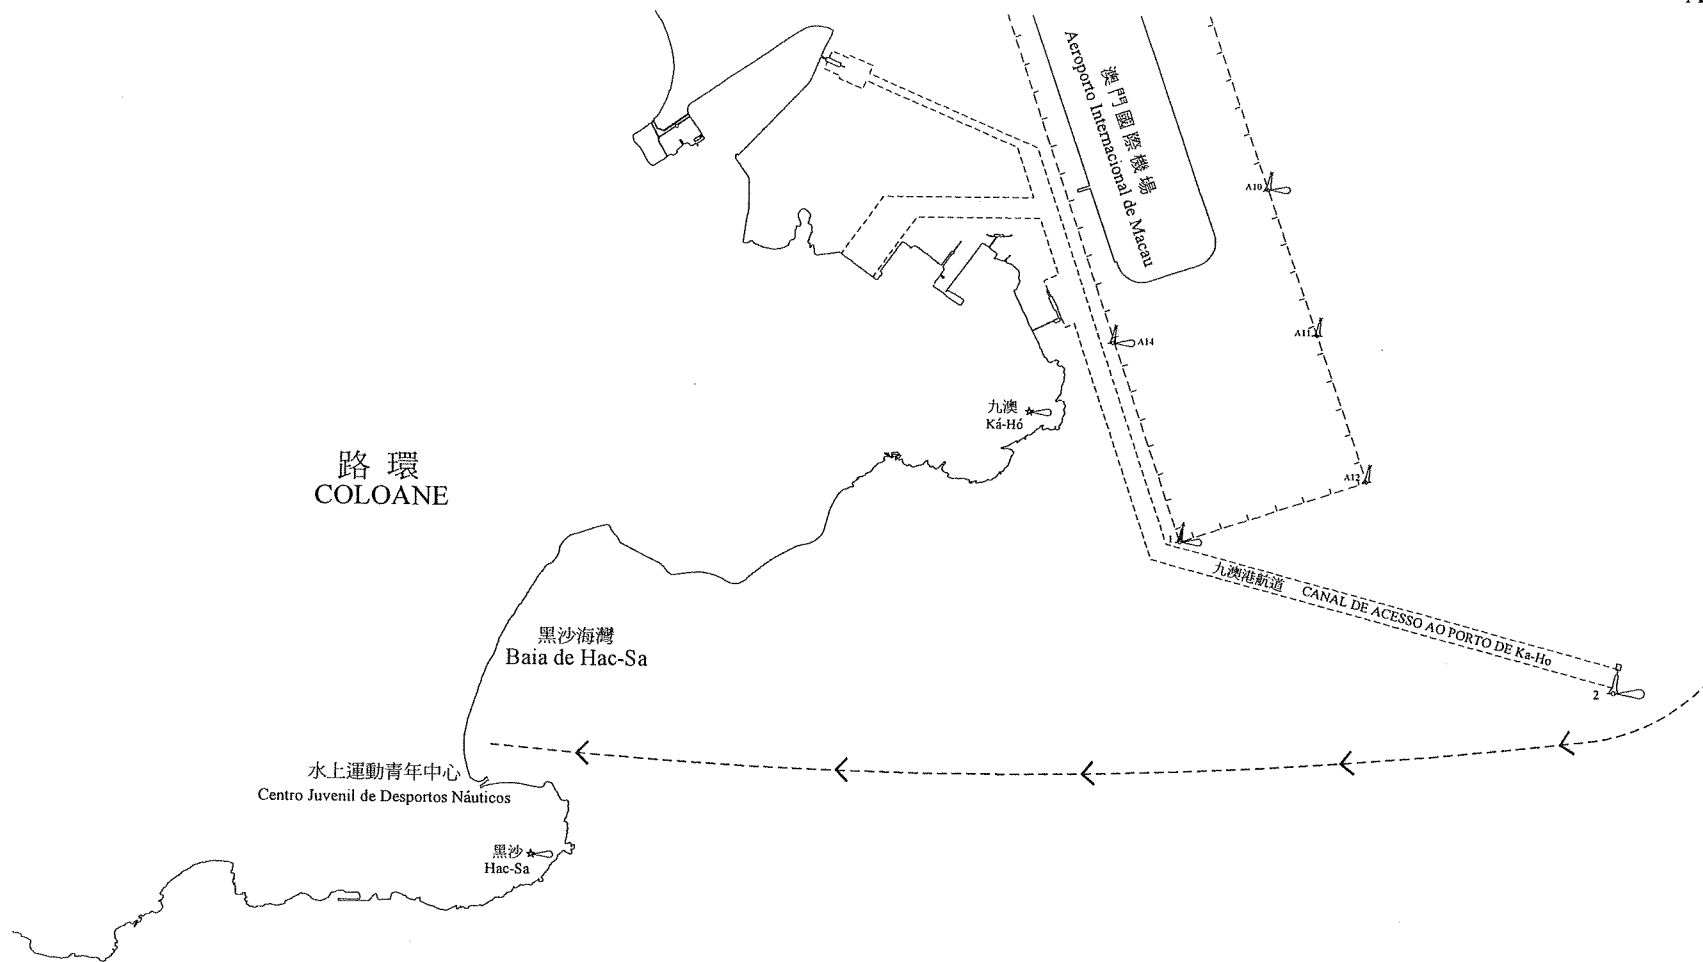 A
澳門國際機場
Aeroporto Internacional de Macau
A10
A11
A14
九澳
Ká-Hó
路環
COLOANE
A12
1
九澳港航道 CANAL DE ACESSO AO PORTO DE Ka-Ho
黑沙海灣
Baia de Hac-Sa
2
水上運動青年中心
Centro Juvenil de Desportos Náuticos
黑沙
Hac-Sa